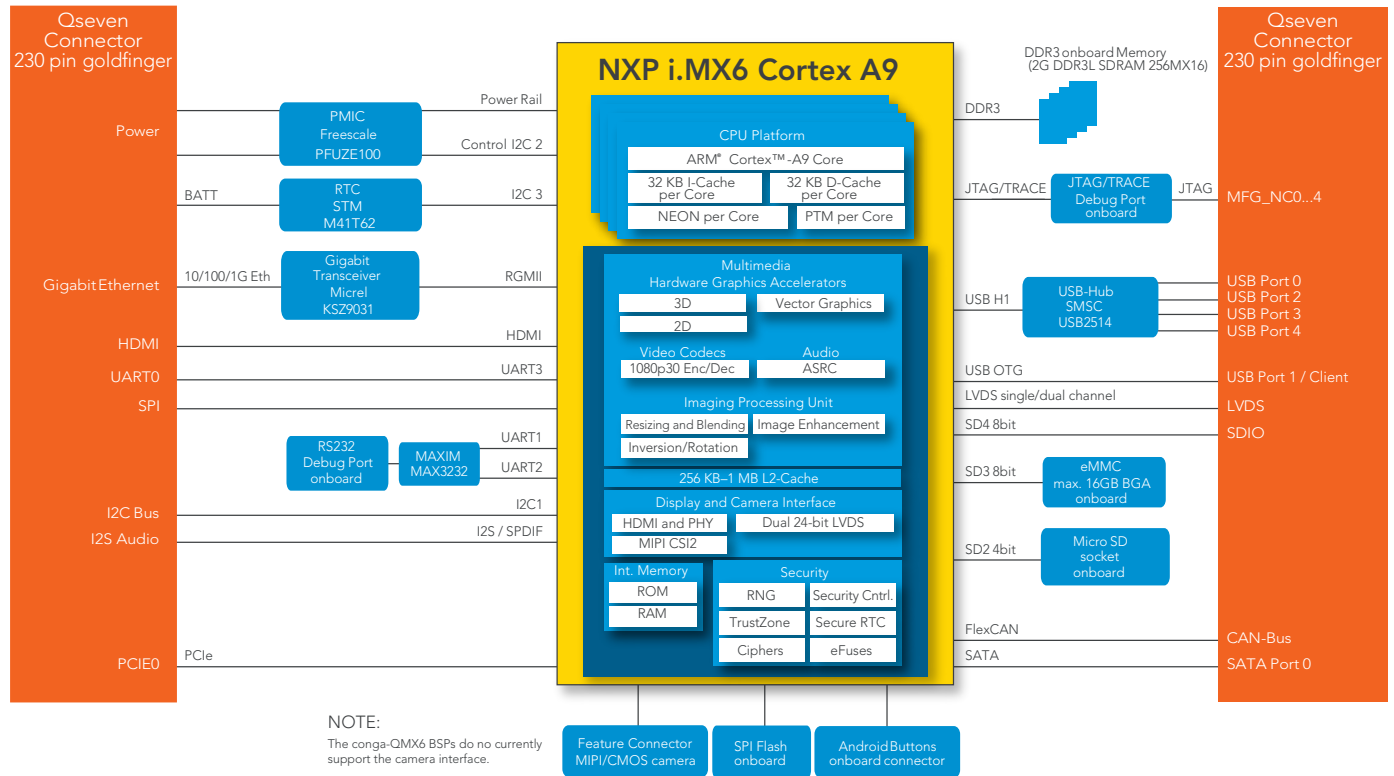 Qseven
Connector
230 pin goldfinger
Power
Gigabit Ethernet
HDMI
UART0
SPI
I2C Bus
I2S Audio
PCIE0
BATT
10/100/1G Eth
PCIe
PMIC
Freescale
PFUZE100
RTC
STM
M41T62
Gigabit
Transceiver
Micrel
KSZ9031
RS232
Debug Port
onboard
MAXIM
MAX3232
Power Rail
Control I2C 2
I2C 3
RGMII
HDMI
UART3
UART1
UART2
I2C1
I2S / SPDIF
NXP i.MX6 Cortex A9
CPU Platform
ARM® Cortex™-A9 Core
32 KB I-Cache
per Core
32 KB D-Cache
per Core
NEON per Core
PTM per Core
Multimedia
Hardware Graphics Accelerators
3D
Vector Graphics
2D
Video Codecs
Audio
1080p30 Enc/Dec
ASRC
Imaging Processing Unit
Resizing and Blending
Image Enhancement
Inversion/Rotation
256 KB–1 MB L2-Cache
Display and Camera Interface
HDMI and PHY
Dual 24-bit LVDS
MIPI CSI2
Int. Memory
ROM
RAM
Security
RNG
Security Cntrl.
TrustZone
Secure RTC
Ciphers
eFuses
DDR3 onboard Memory
(2G DDR3L SDRAM 256MX16)
DDR3
JTAG/TRACE
JTAG/TRACE
Debug Port
onboard
JTAG
USB H1
USB-Hub
SMSC
USB2514
USB OTG
LVDS single/dual channel
SD4 8bit
SD3 8bit
eMMC
max. 16GB BGA
onboard
SD2 4bit
Micro SD
socket
onboard
FlexCAN
SATA
Qseven
Connector
230 pin goldfinger
MFG_NC0...4
USB Port 0
USB Port 2
USB Port 3
USB Port 4
USB Port 1 / Client
LVDS
SDIO
CAN-Bus
SATA Port 0
NOTE:
The conga-QMX6 BSPs do no currently
support the camera interface.
Feature Connector
MIPI/CMOS camera
SPI Flash
onboard
Android Buttons
onboard connector